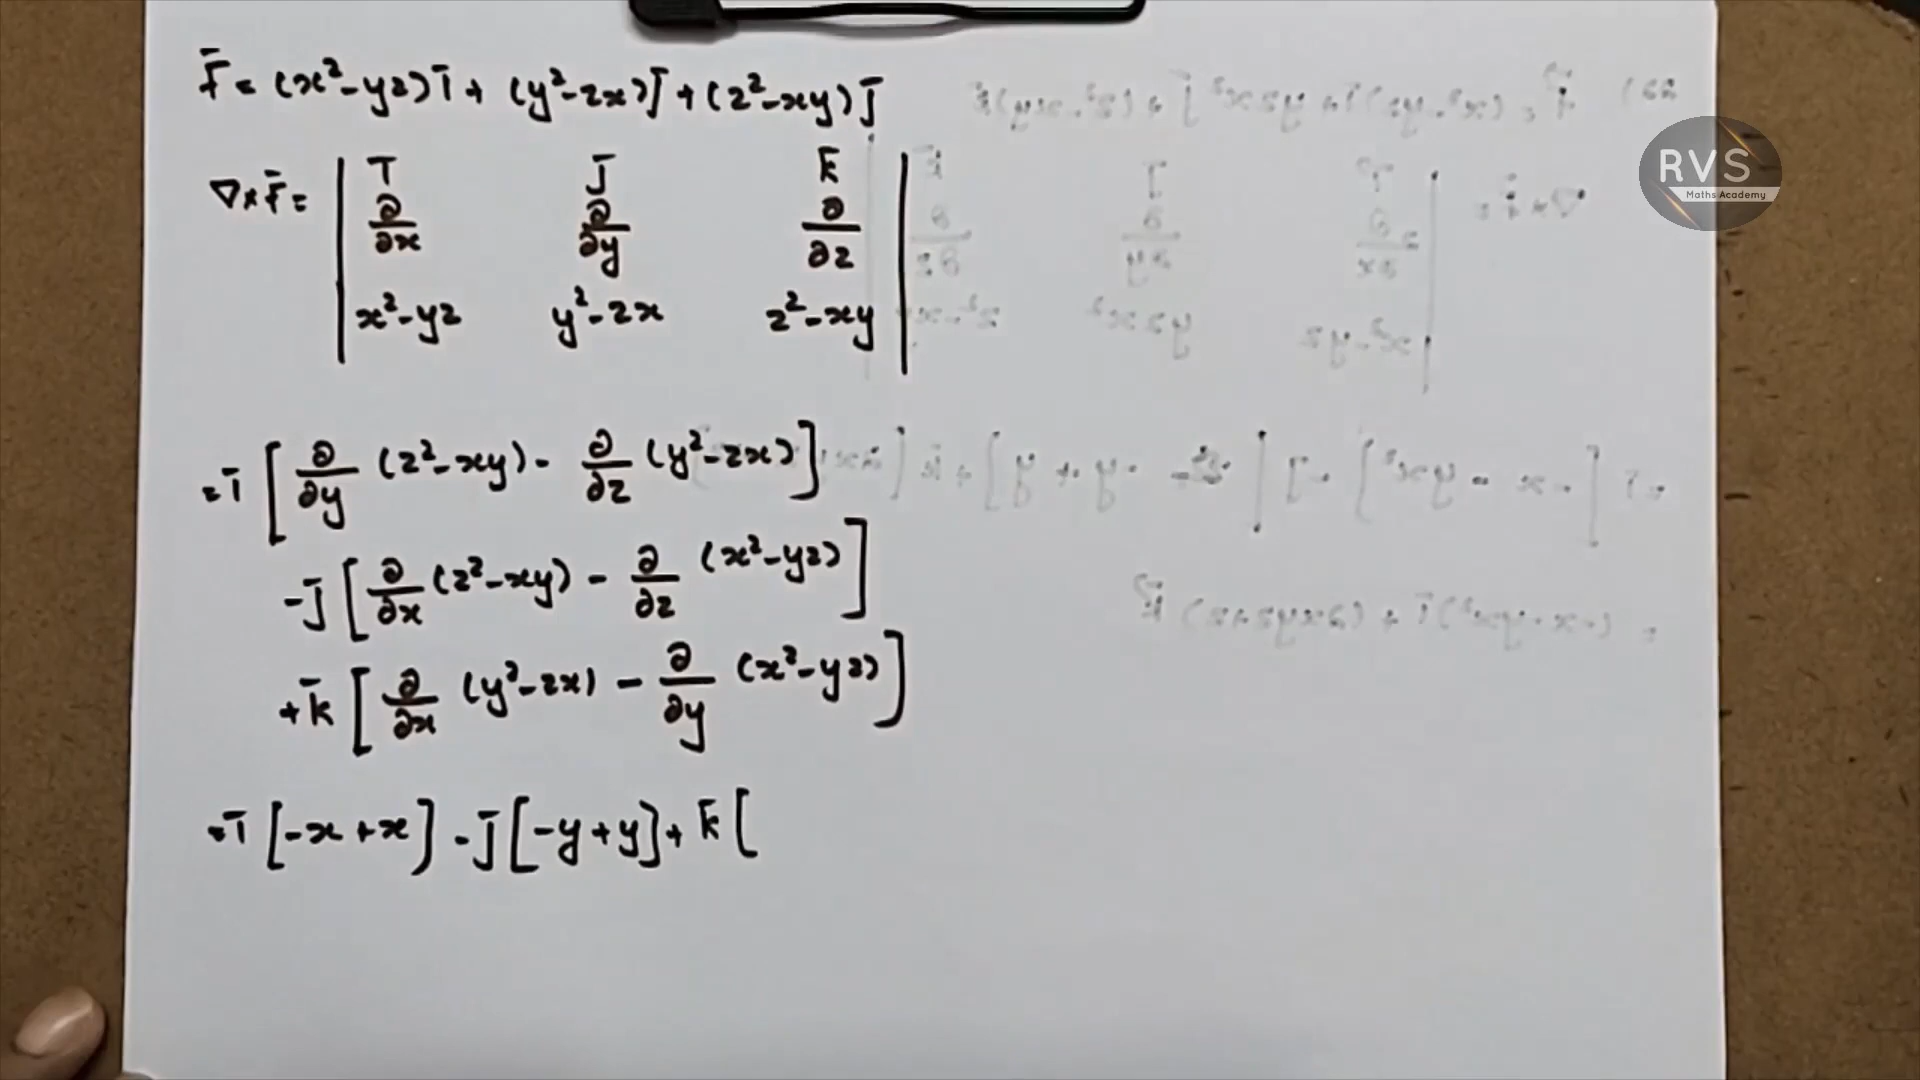 F̄ = (x²-yz)ī + (y²-zx)j̄ + (z²-xy)j̄
∇×F̄ = | ī j̄ k̄ |
∂/∂x ∂/∂y ∂/∂z
x²-yz y²-zx z²-xy
= ī [ ∂/∂y (z²-xy) - ∂/∂z (y²-zx) ]
- j̄ [ ∂/∂x (z²-xy) - ∂/∂z (x²-yz) ]
+ k̄ [ ∂/∂x (y²-zx) - ∂/∂y (x²-yz) ]
= ī [-x+x] - j̄ [-y+y] + k̄ [
RVS
Maths Academy